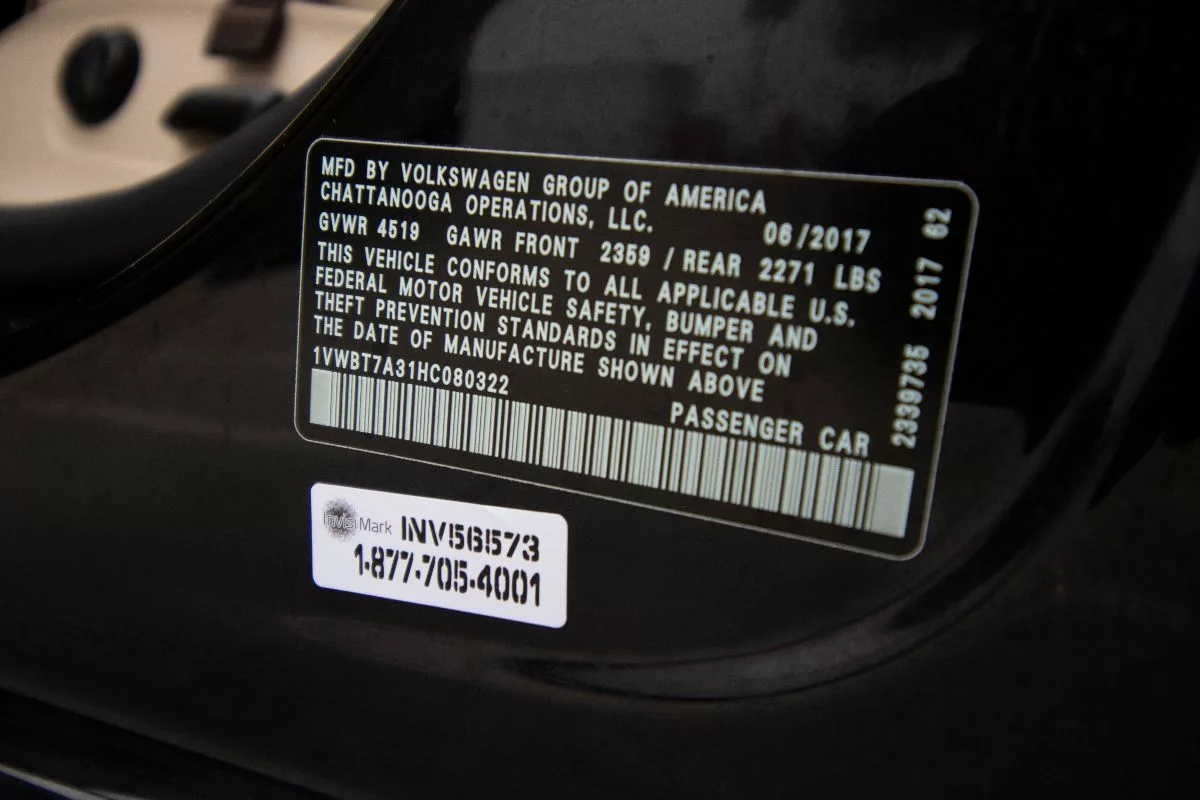 MFD BY VOLKSWAGEN GROUP OF AMERICA
CHATTANOOGA OPERATIONS, LLC.
06/2017
GVWR 4519 GAWR FRONT 2359 / REAR 2271 LBS
THIS VEHICLE CONFORMS TO ALL APPLICABLE U.S.
FEDERAL MOTOR VEHICLE SAFETY, BUMPER AND
THEFT PREVENTION STANDARDS IN EFFECT ON
THE DATE OF MANUFACTURE SHOWN ABOVE
1VWBT7A31HC080322
PASSENGER CAR
2339735 2017 62
InvisiMark INV56573
1-877-705-4001